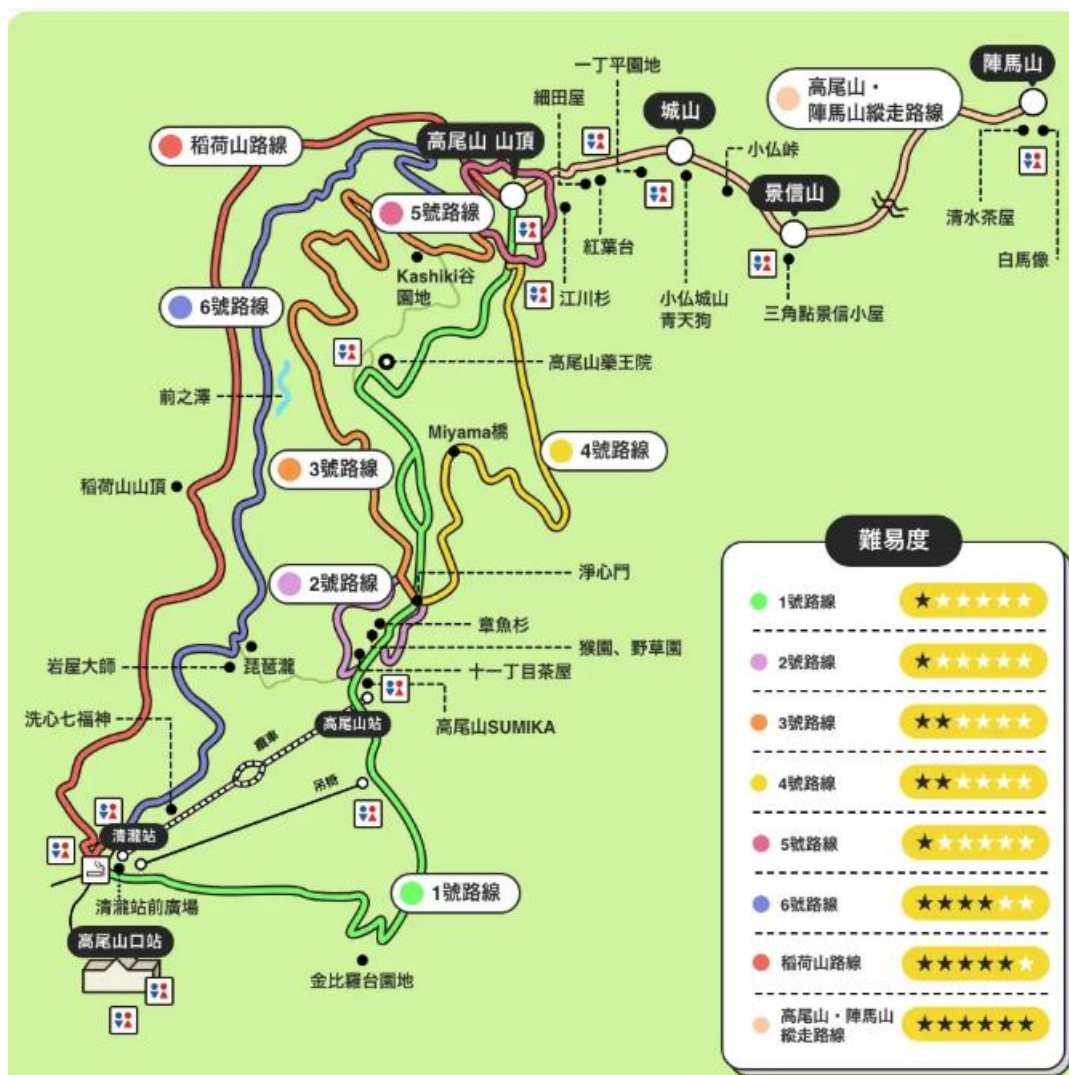 陣馬山
高尾山・
陣馬山縱走路線
一丁平園地
細田屋
城山
稻荷山路線
高尾山 山頂
小仏峠
景信山
清水茶屋
白馬像
5號路線
紅葉台
Kashiki谷
園地
江川杉
小仏城山
青天狗
三角點景信小屋
6號路線
高尾山藥王院
前之澤
Miyama橋
4號路線
3號路線
稻荷山山頂
2號路線
淨心門
章魚杉
猴園、野草園
岩屋大師
琵琶瀧
十一丁目茶屋
洗心七福神
高尾山站
高尾山SUMIKA
纜車
吊椅
清瀧站
1號路線
清瀧站前廣場
高尾山口站
金比羅台園地
難易度
1號路線 ★★★★★★
2號路線 ★★★★★★
3號路線 ★★★★★★
4號路線 ★★★★★★
5號路線 ★★★★★★
6號路線 ★★★★★★
稻荷山路線 ★★★★★★
高尾山・陣馬山
縱走路線 ★★★★★★